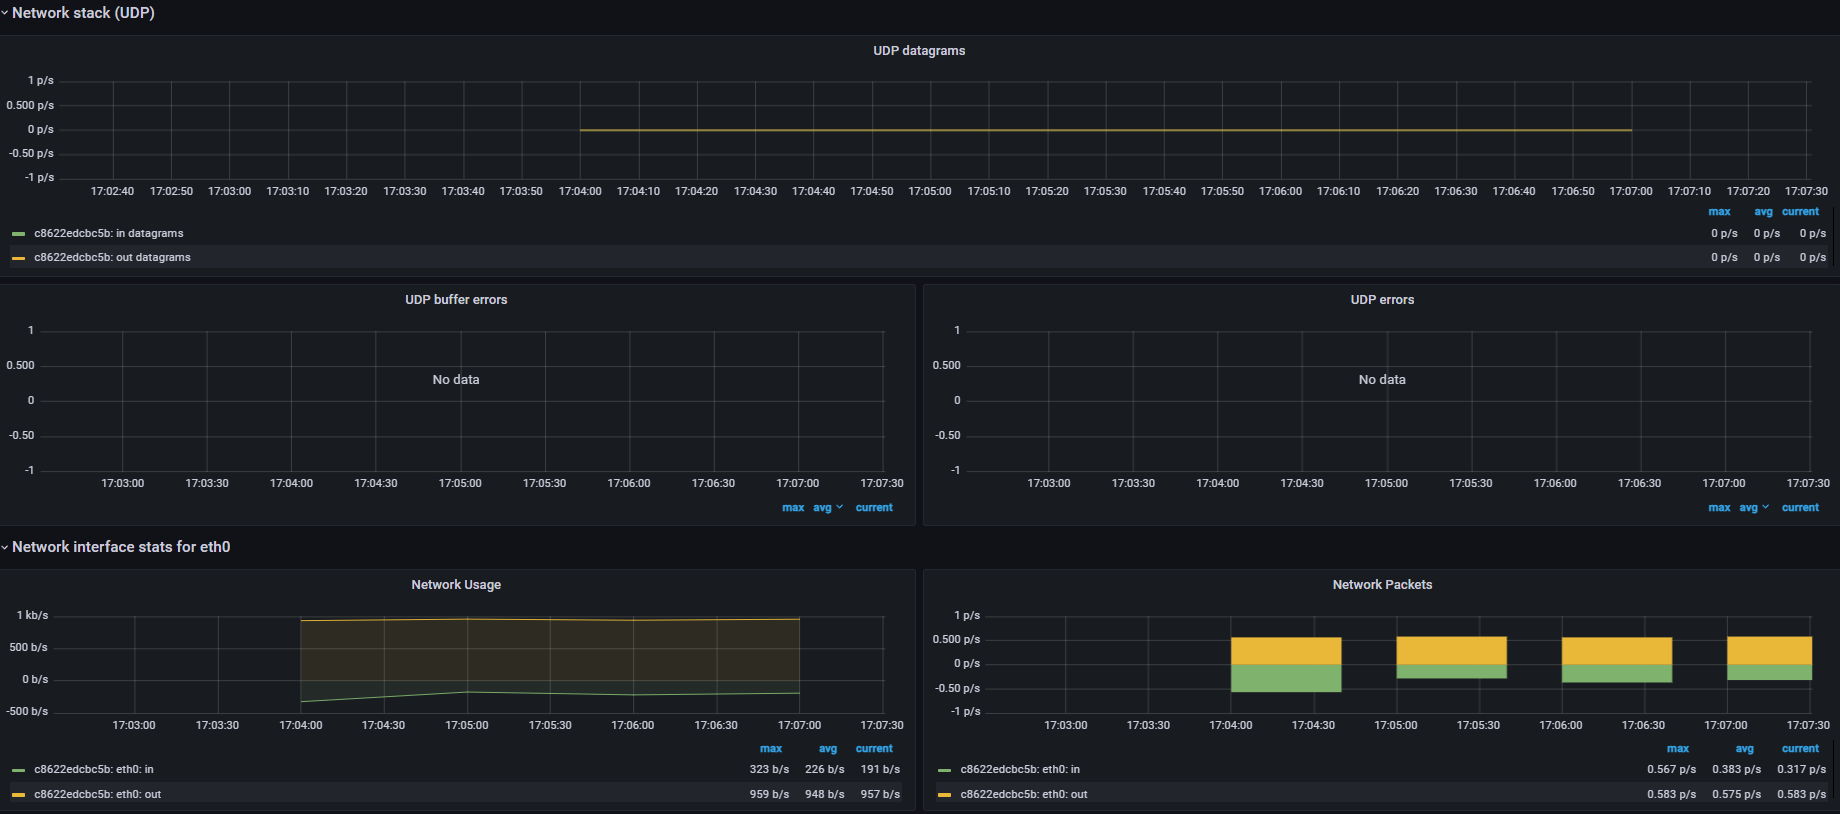 Network stack (UDP)
UDP datagrams
1 p/s
0.500 p/s
0 p/s
-0.50 p/s
-1 p/s
17:02:40 17:02:50 17:03:00 17:03:10 17:03:20 17:03:30 17:03:40 17:03:50 17:04:00 17:04:10 17:04:20 17:04:30 17:04:40 17:04:50 17:05:00 17:05:10 17:05:20 17:05:30 17:05:40 17:05:50 17:06:00 17:06:10 17:06:20 17:06:30 17:06:40 17:06:50 17:07:00 17:07:10 17:07:20 17:07:30
max avg current
c8622edcbc5b: in datagrams 0 p/s 0 p/s 0 p/s
c8622edcbc5b: out datagrams 0 p/s 0 p/s 0 p/s
UDP buffer errors
1
0.500
No data
0
-0.50
-1
17:03:00 17:03:30 17:04:00 17:04:30 17:05:00 17:05:30 17:06:00 17:06:30 17:07:00 17:07:30
max avg current
UDP errors
1
0.500
No data
0
-0.50
-1
17:03:00 17:03:30 17:04:00 17:04:30 17:05:00 17:05:30 17:06:00 17:06:30 17:07:00 17:07:30
max avg current
Network interface stats for eth0
Network Usage
1 kb/s
500 b/s
0 b/s
-500 b/s
17:03:00 17:03:30 17:04:00 17:04:30 17:05:00 17:05:30 17:06:00 17:06:30 17:07:00 17:07:30
max avg current
c8622edcbc5b: eth0: in 323 b/s 226 b/s 191 b/s
c8622edcbc5b: eth0: out 959 b/s 948 b/s 957 b/s
Network Packets
1 p/s
0.500 p/s
0 p/s
-0.50 p/s
-1 p/s
17:03:00 17:03:30 17:04:00 17:04:30 17:05:00 17:05:30 17:06:00 17:06:30 17:07:00 17:07:30
max avg current
c8622edcbc5b: eth0: in 0.567 p/s 0.383 p/s 0.317 p/s
c8622edcbc5b: eth0: out 0.583 p/s 0.575 p/s 0.583 p/s